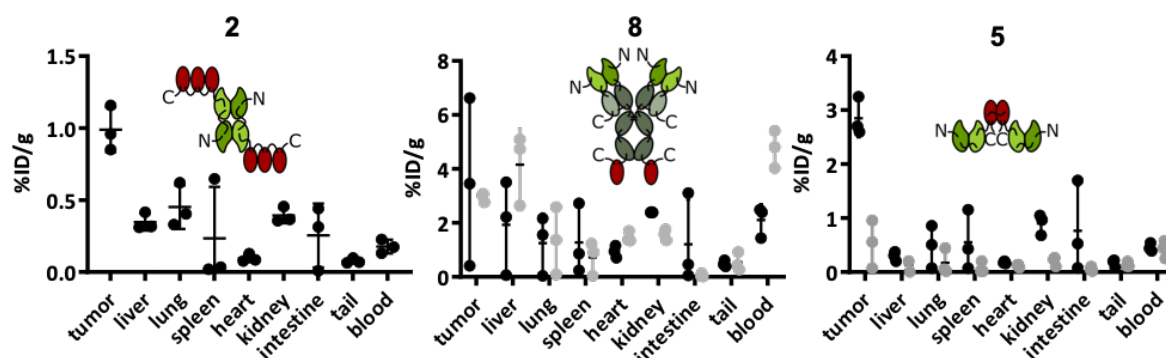 2
%ID/g
1.5
1.0
0.5
0.0
C
N
N
C
tumor
liver
lung
spleen
heart
kidney
intestine
tail
blood
8
%ID/g
8
6
4
2
0
N N
N
N
C
C
C
C
tumor
liver
lung
spleen
heart
kidney
intestine
tail
blood
5
%ID/g
4
3
2
1
0
N
N
CC
tumor
liver
lung
spleen
heart
kidney
intestine
tail
blood